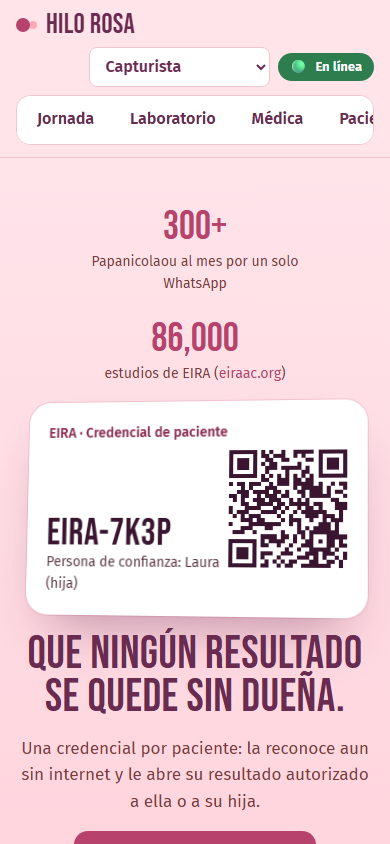 HILO ROSA
Capturista
En línea
Jornada
Laboratorio
Médica
Pacie
300+
Papanicolaou al mes por un solo
WhatsApp
86,000
estudios de EIRA (eiraac.org)
EIRA · Credencial de paciente
EIRA-7K3P
Persona de confianza: Laura
(hija)
QUE NINGÚN RESULTADO
SE QUEDE SIN DUEÑA.
Una credencial por paciente: la reconoce aun
sin internet y le abre su resultado autorizado
a ella o a su hija.